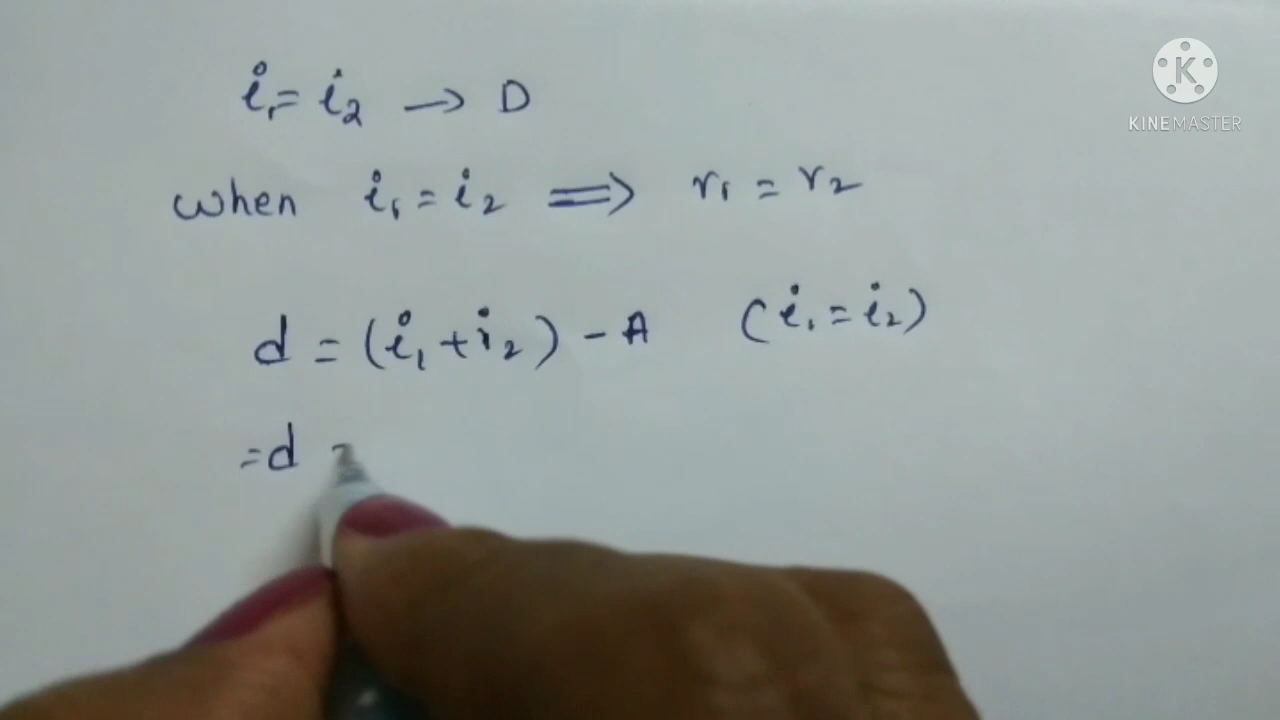 i₁ = i₂ → D
K
KINEMASTER
when i₁ = i₂ ⟹ r₁ = r₂
d = (i₁ + i₂) - A (i₁ = i₂)
= d =